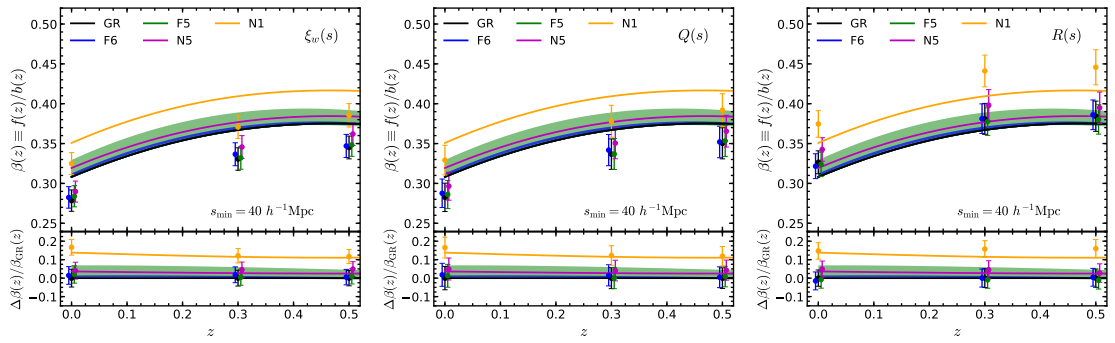 GR F5 N1
F6 N5
ξ_w(s)
β(z) ≡ f(z)/b(z)
0.50
0.45
0.40
0.35
0.30
0.25
s_min = 40 h⁻¹Mpc
Δβ(z)/β_GR(z)
0.2
0.1
0.0
−0.1
0.0 0.1 0.2 0.3 0.4 0.5
z
GR F5 N1
F6 N5
Q(s)
β(z) ≡ f(z)/b(z)
0.50
0.45
0.40
0.35
0.30
0.25
s_min = 40 h⁻¹Mpc
Δβ(z)/β_GR(z)
0.2
0.1
0.0
−0.1
0.0 0.1 0.2 0.3 0.4 0.5
z
GR F5 N1
F6 N5
R(s)
β(z) ≡ f(z)/b(z)
0.50
0.45
0.40
0.35
0.30
0.25
s_min = 40 h⁻¹Mpc
Δβ(z)/β_GR(z)
0.2
0.1
0.0
−0.1
0.0 0.1 0.2 0.3 0.4 0.5
z